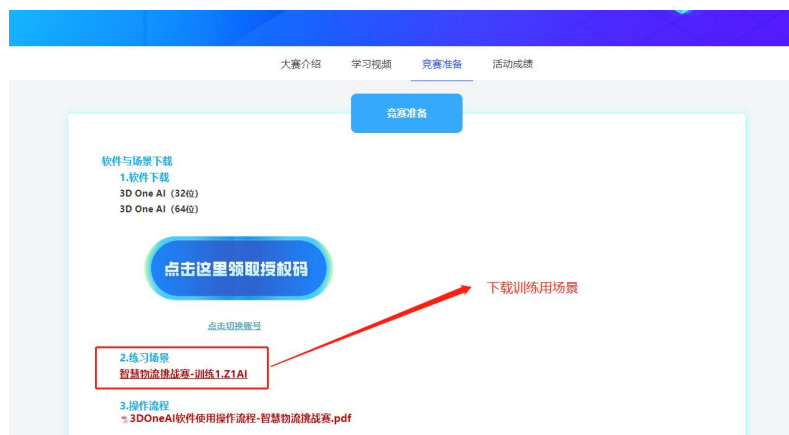 大赛介绍 学习视频 竞赛准备 活动成绩
竞赛准备
软件与场景下载
1.软件下载
3D One AI（32位）
3D One AI（64位）
点击这里领取授权码
下载训练用场景
点击切换账号
2.练习场景
智慧物流挑战赛-训练1.Z1AI
3.操作流程
3DOneAI软件使用操作流程-智慧物流挑战赛.pdf